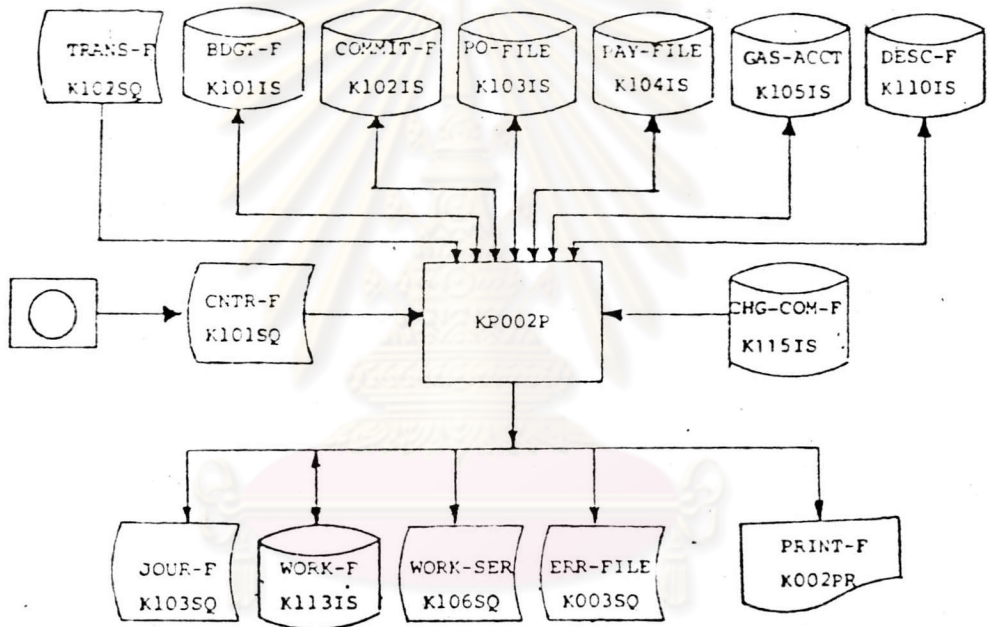 TRANS-F
K102SQ
BDGT-F
K101IS
COMMIT-F
K102IS
PO-FILE
K103IS
PAY-FILE
K104IS
GAS-ACCT
K105IS
DESC-F
K110IS
CNTR-F
K101SQ
KP002P
CHG-COM-F
K115IS
JOUR-F
K103SQ
WORK-F
K113IS
WORK-SER
K106SQ
ERR-FILE
K003SQ
PRINT-F
K002PR